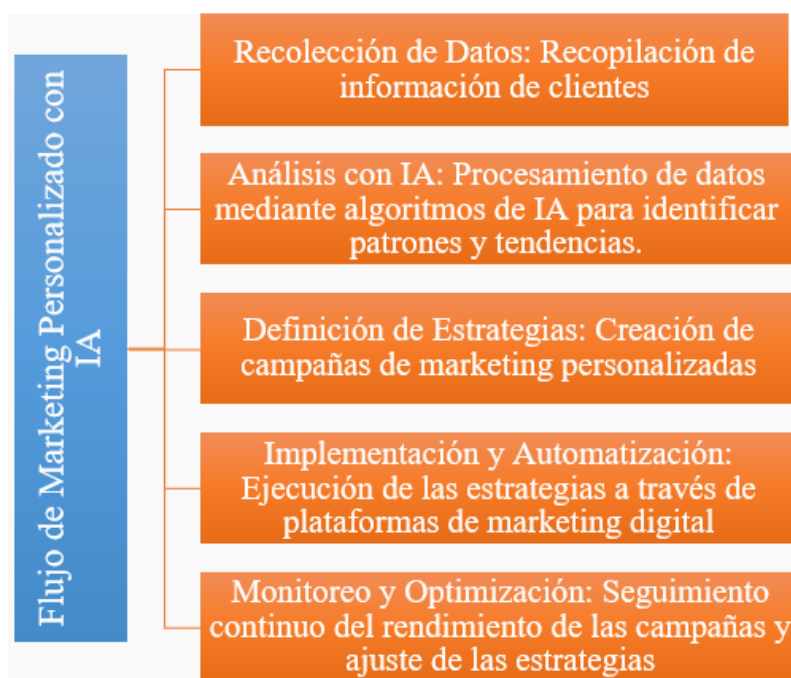 Flujo de Marketing Personalizado con
IA
Recolección de Datos: Recopilación de
información de clientes
Análisis con IA: Procesamiento de datos
mediante algoritmos de IA para identificar
patrones y tendencias.
Definición de Estrategias: Creación de
campañas de marketing personalizadas
Implementación y Automatización:
Ejecución de las estrategias a través de
plataformas de marketing digital
Monitoreo y Optimización: Seguimiento
continuo del rendimiento de las campañas y
ajuste de las estrategias